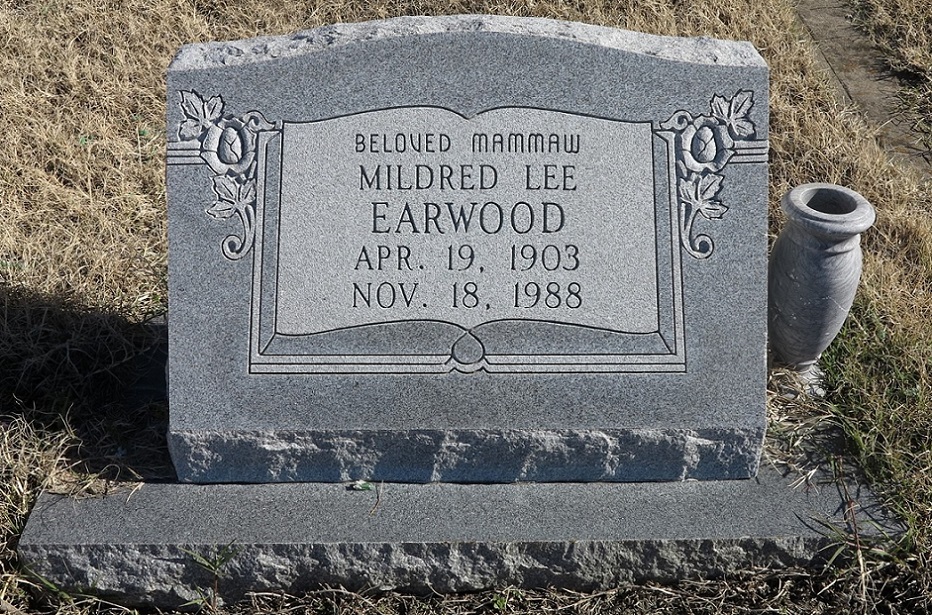 BELOVED MAMMAW
MILDRED LEE
EARWOOD
APR. 19, 1903
NOV. 18, 1988